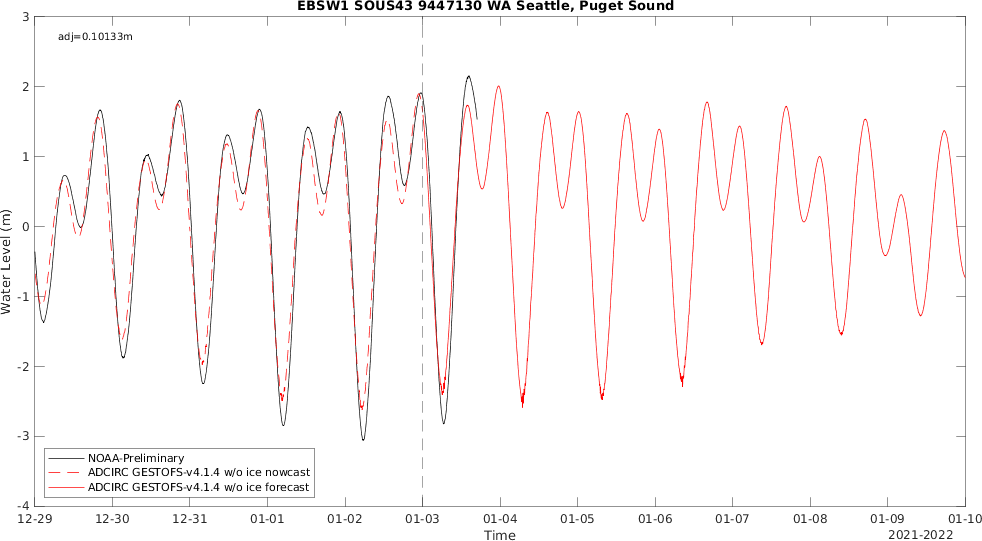 EBSW1 SOUS43 9447130 WA Seattle, Puget Sound
adj=0.10133m
3
2
1
0
-1
-2
-3
-4
Water Level (m)
NOAA-Preliminary
ADCIRC GESTOFS-v4.1.4 w/o ice nowcast
ADCIRC GESTOFS-v4.1.4 w/o ice forecast
12-29 12-30 12-31 01-01 01-02 01-03 01-04 01-05 01-06 01-07 01-08 01-09 01-10
Time
2021-2022